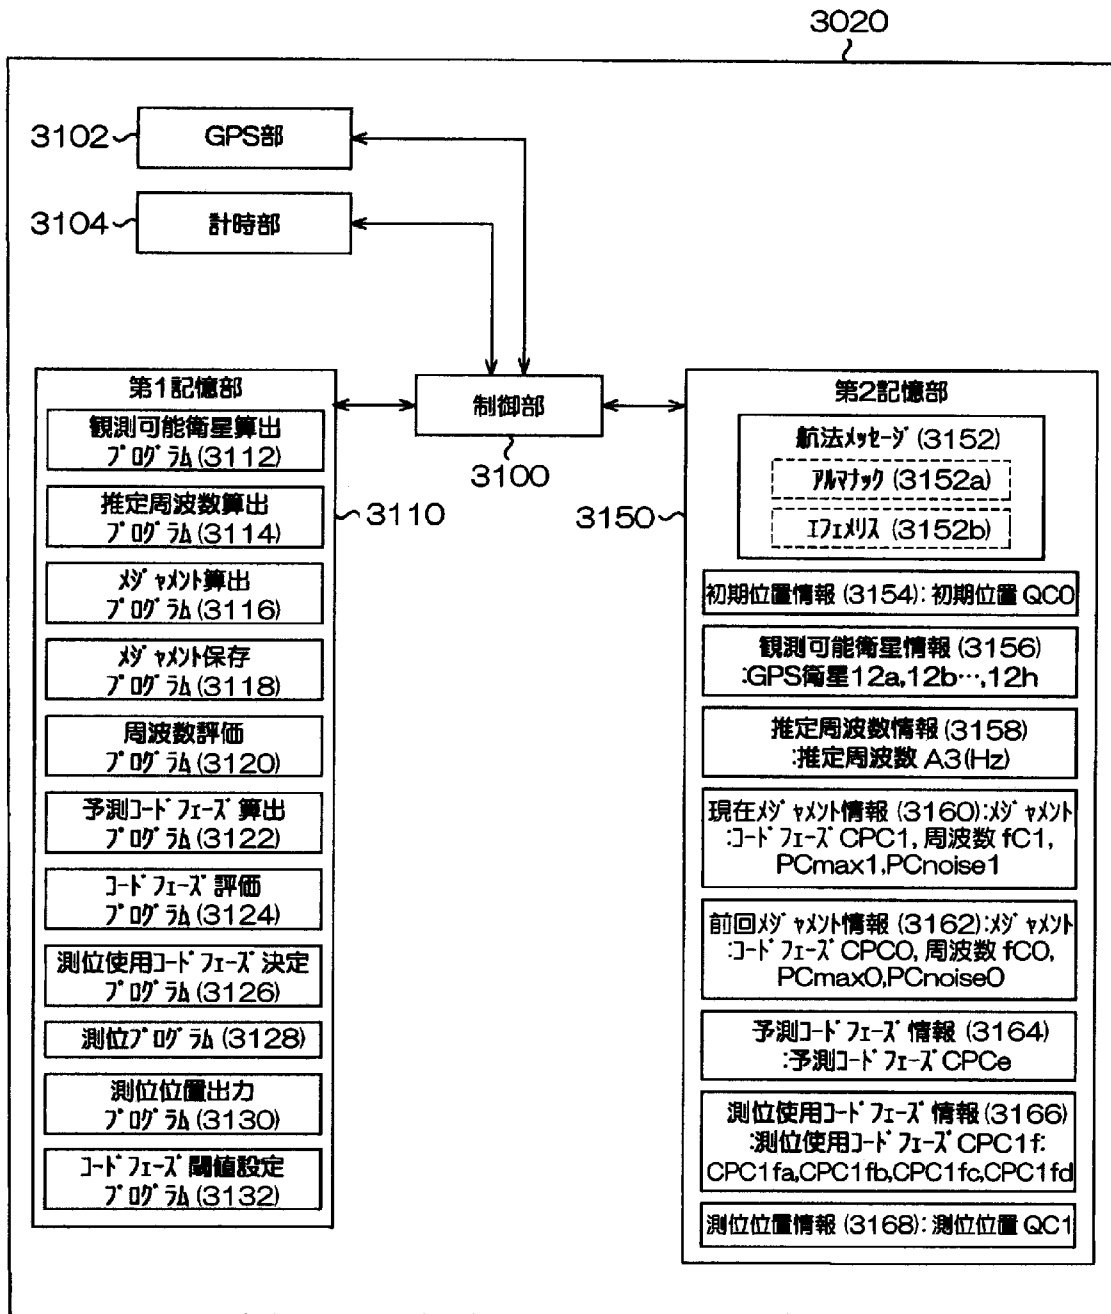 3020
3102
GPS部
3104
計時部
第1記憶部
制御部
3100
第2記憶部
3110
3150
観測可能衛星算出
プログラム(3112)
推定周波数算出
プログラム(3114)
メジャメント算出
プログラム(3116)
メジャメント保存
プログラム(3118)
周波数評価
プログラム(3120)
予測コードフェーズ算出
プログラム(3122)
コードフェーズ評価
プログラム(3124)
測位使用コードフェーズ決定
プログラム(3126)
測位プログラム(3128)
測位位置出力
プログラム(3130)
コードフェーズ閾値設定
プログラム(3132)
航法メッセージ(3152)
アルマナック(3152a)
エフェメリス(3152b)
初期位置情報(3154):初期位置QC0
観測可能衛星情報(3156)
:GPS衛星12a,12b…,12h
推定周波数情報(3158)
:推定周波数A3(Hz)
現在メジャメント情報(3160):メジャメント
:コードフェーズCPC1,周波数fC1,
PCmax1,PCnoise1
前回メジャメント情報(3162):メジャメント
:コードフェーズCPC0,周波数fC0,
PCmax0,PCnoise0
予測コードフェーズ情報(3164)
:予測コードフェーズCPCe
測位使用コードフェーズ情報(3166)
:測位使用コードフェーズCPC1f:
CPC1fa,CPC1fb,CPC1fc,CPC1fd
測位位置情報(3168):測位位置QC1